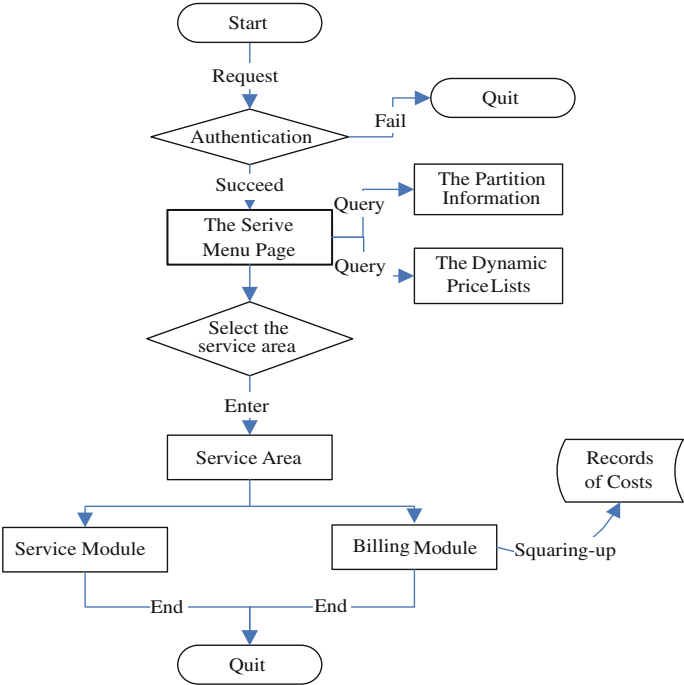 Start
Request
Authentication
Fail
Quit
Succeed
The Serive
Menu Page
Query
The Partition
Information
Query
The Dynamic
Price Lists
Select the
service area
Enter
Service Area
Records
of Costs
Service Module
Billing Module
Squaring-up
End
End
Quit